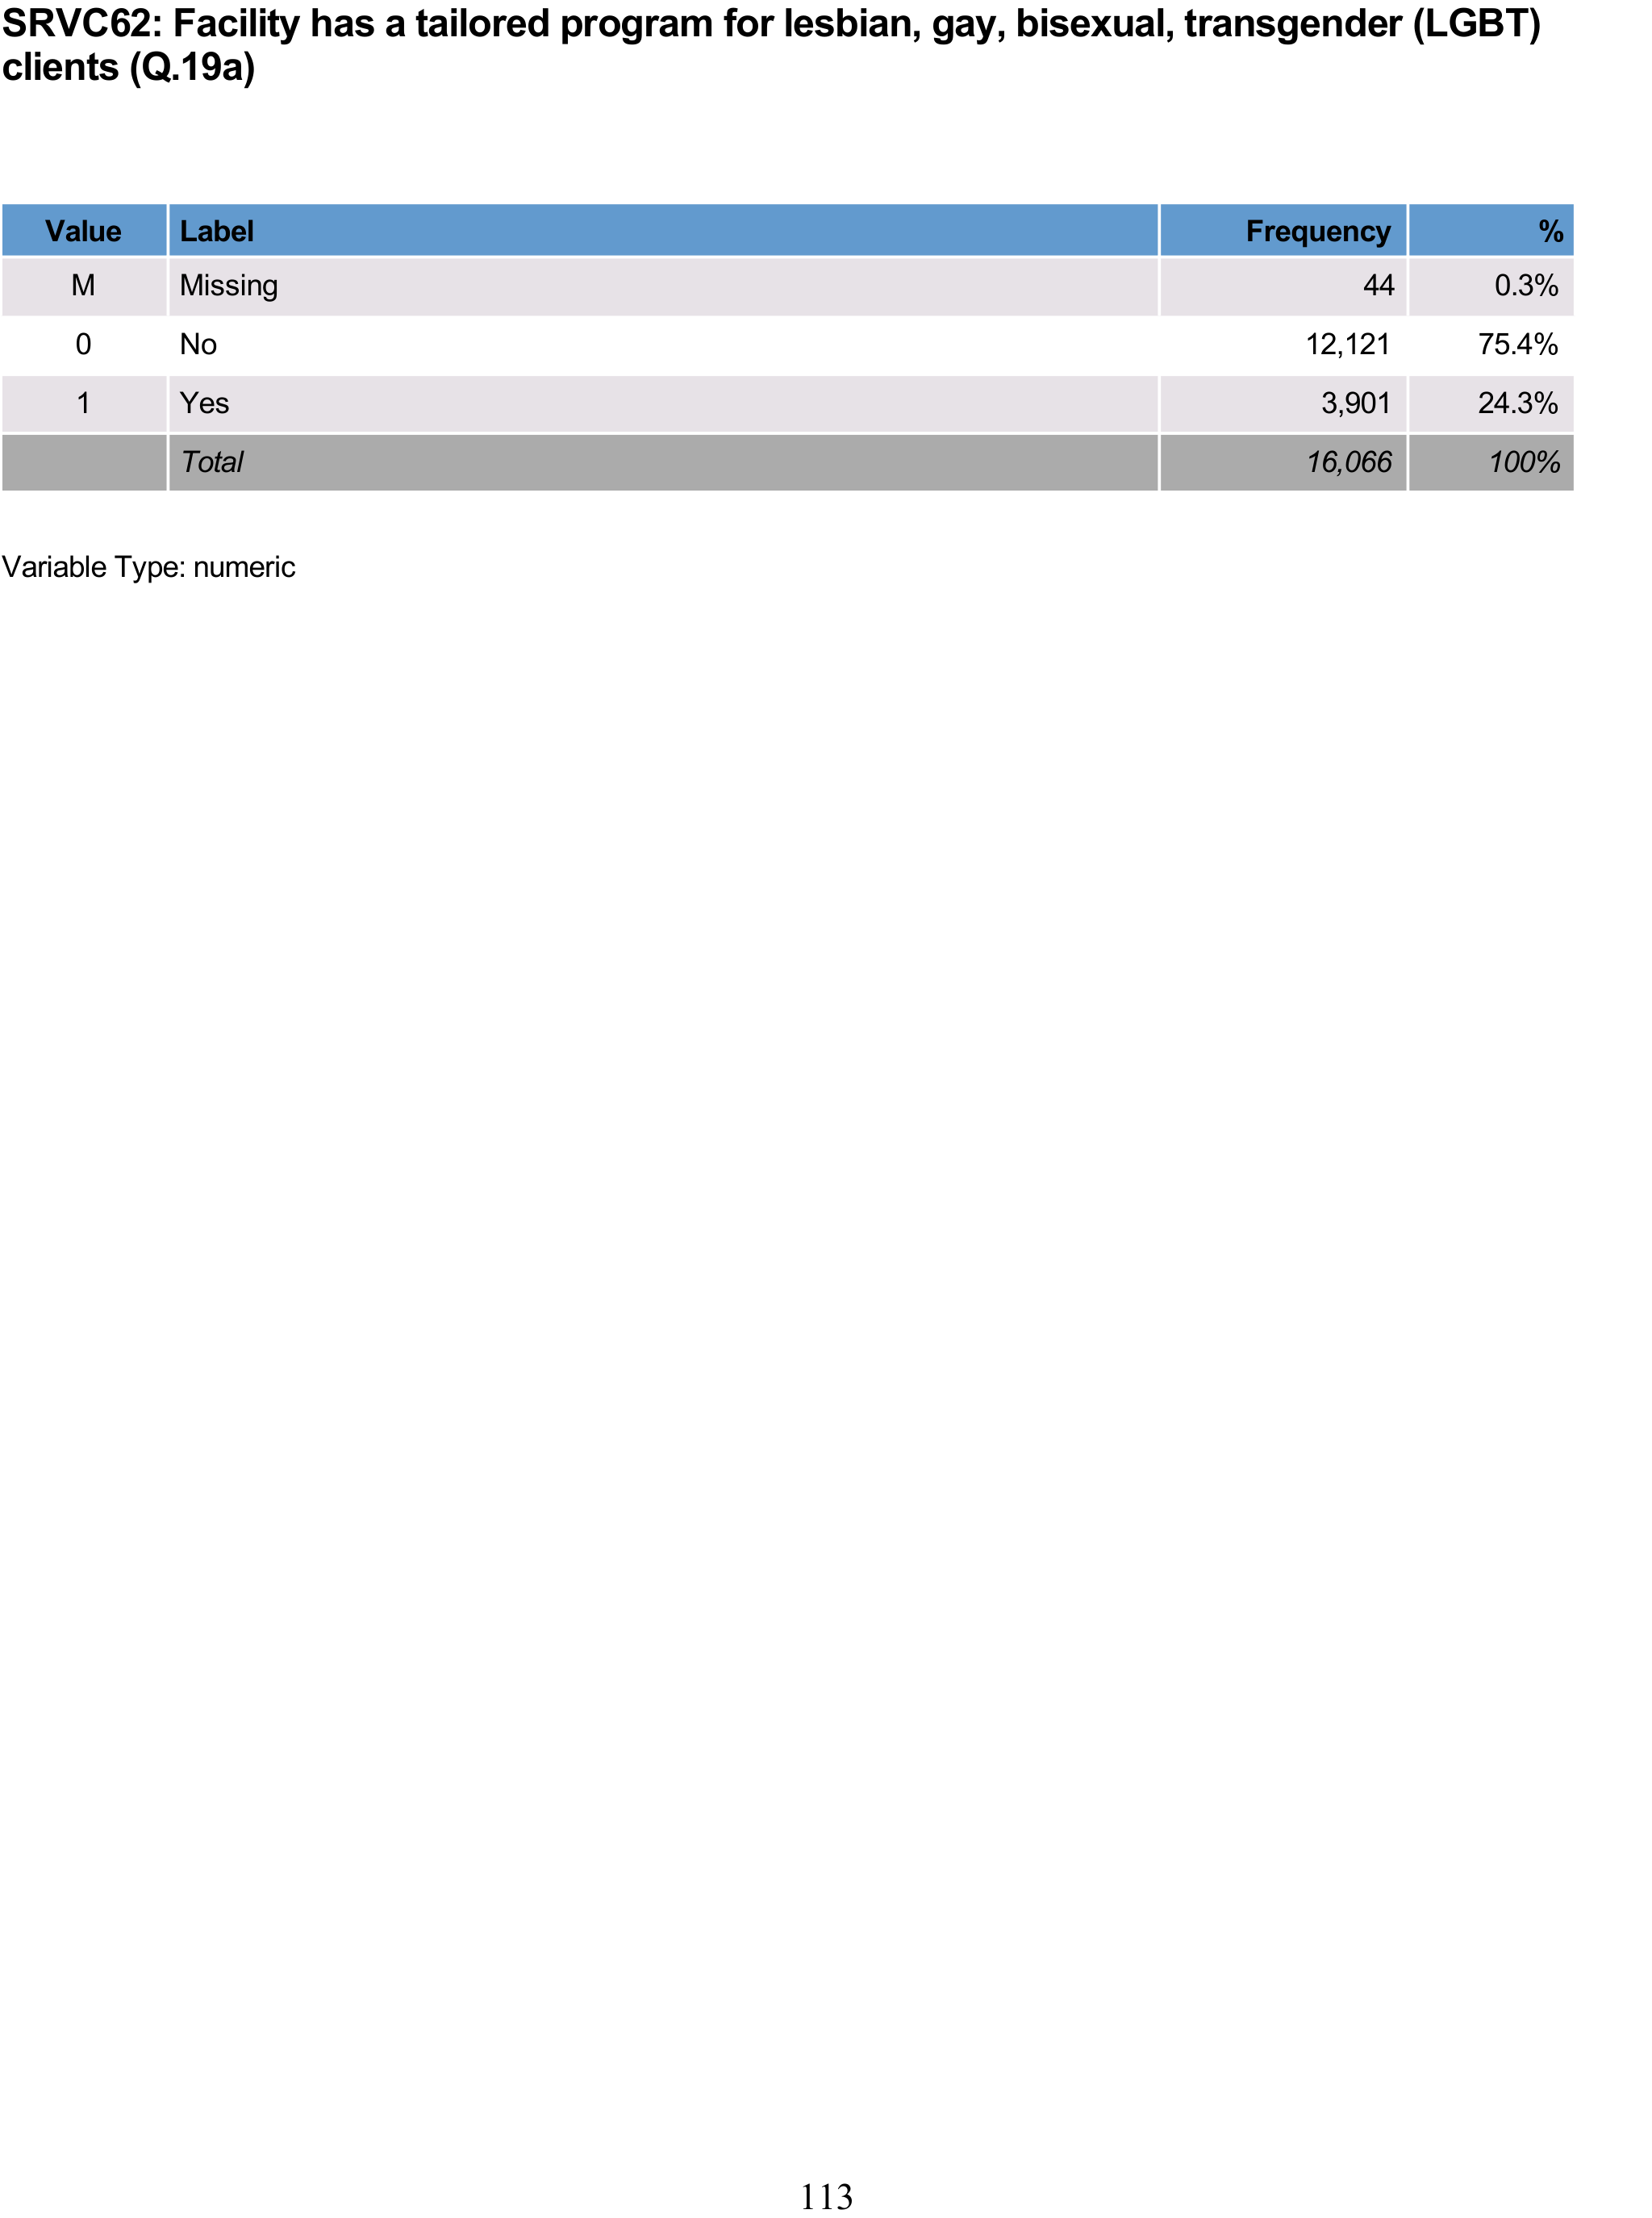 SRVC62: Facility has a tailored program for lesbian, gay, bisexual, transgender (LGBT)
clients (Q.19a)
Value Label Frequency %
M Missing 44 0.3%
0 No 12,121 75.4%
1 Yes 3,901 24.3%
Total 16,066 100%
Variable Type: numeric
113